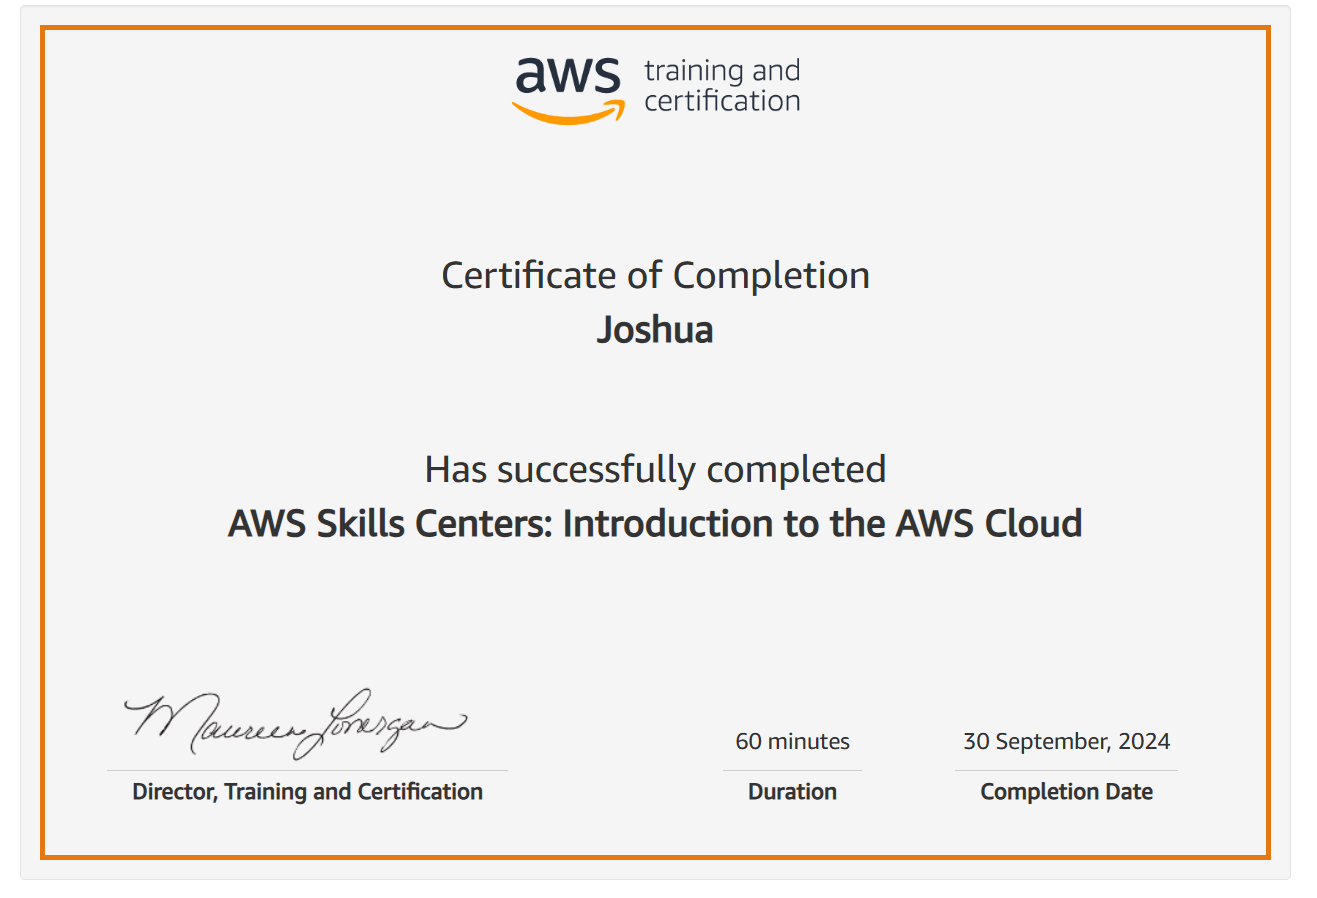 aws training and
certification
Certificate of Completion
Joshua
Has successfully completed
AWS Skills Centers: Introduction to the AWS Cloud
Maureen Lonergan
Director, Training and Certification
60 minutes
Duration
30 September, 2024
Completion Date